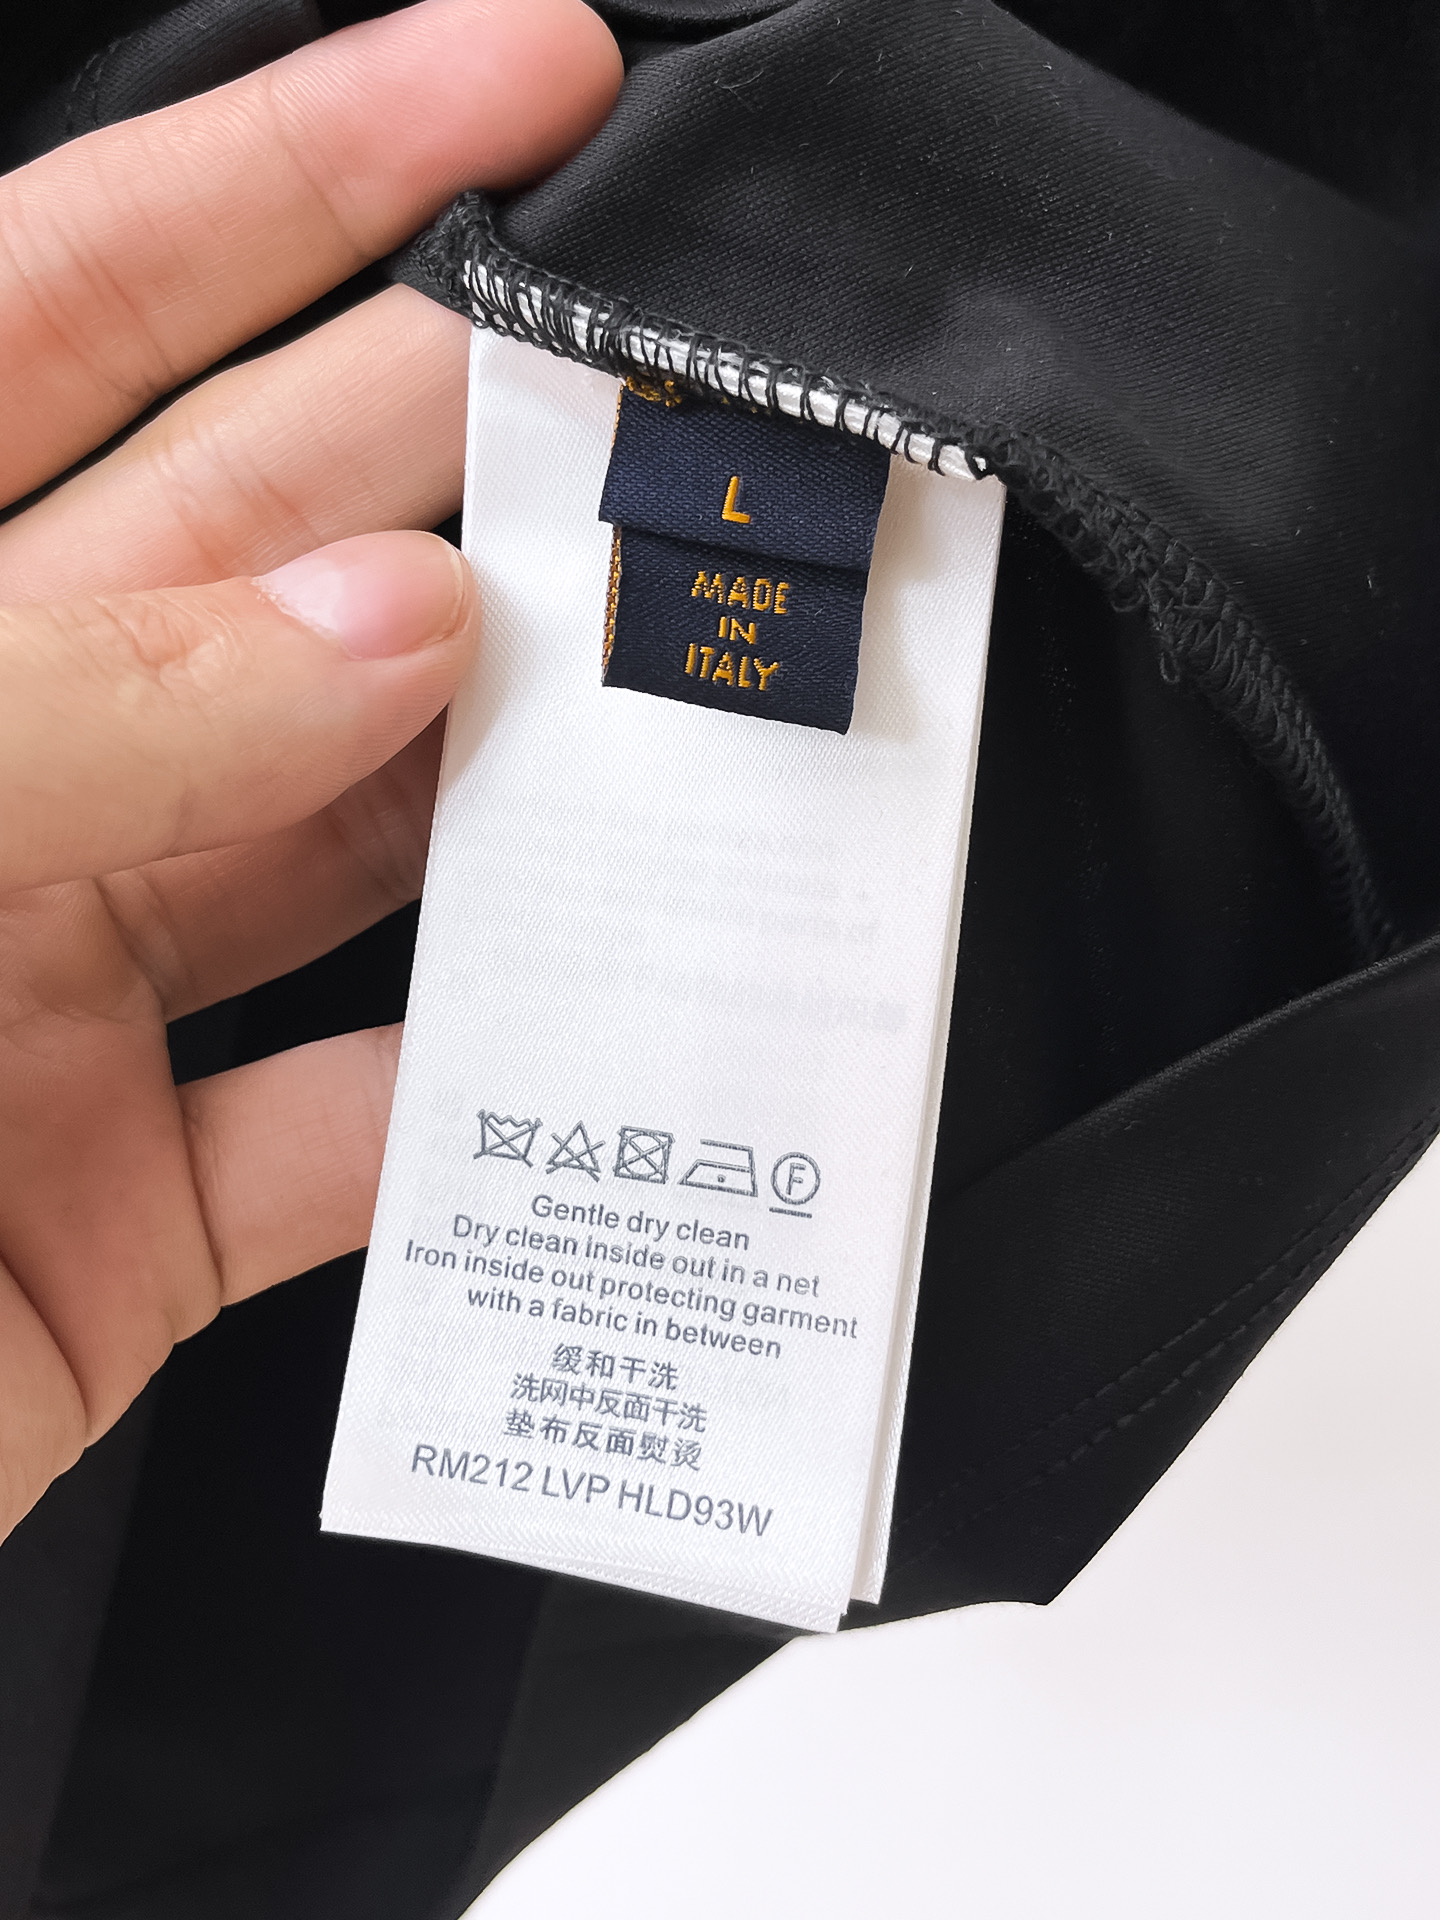 L
MADE
IN
ITALY
F
Gentle dry clean
Dry clean inside out in a net
Iron inside out protecting garment
with a fabric in between
缓和干洗
洗网中反面干洗
垫布反面熨烫
RM212 LVP HLD93W